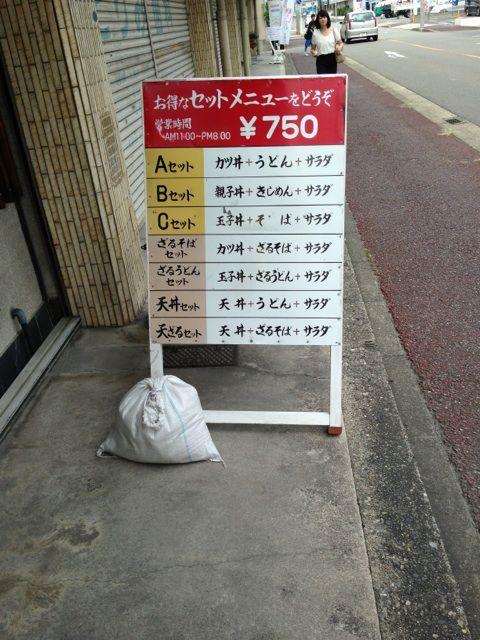 お得なセットメニューをどうぞ
営業時間
AM11:00~PM8:00 ¥750
Aセット カツ丼+うどん+サラダ
Bセット 親子丼+きしめん+サラダ
Cセット 玉子丼+そば+サラダ
ざるそばセット カツ丼+ざるそば+サラダ
ざるうどんセット 玉子丼+ざるうどん+サラダ
天丼セット 天丼+うどん+サラダ
天ざるセット 天丼+ざるそば+サラダ